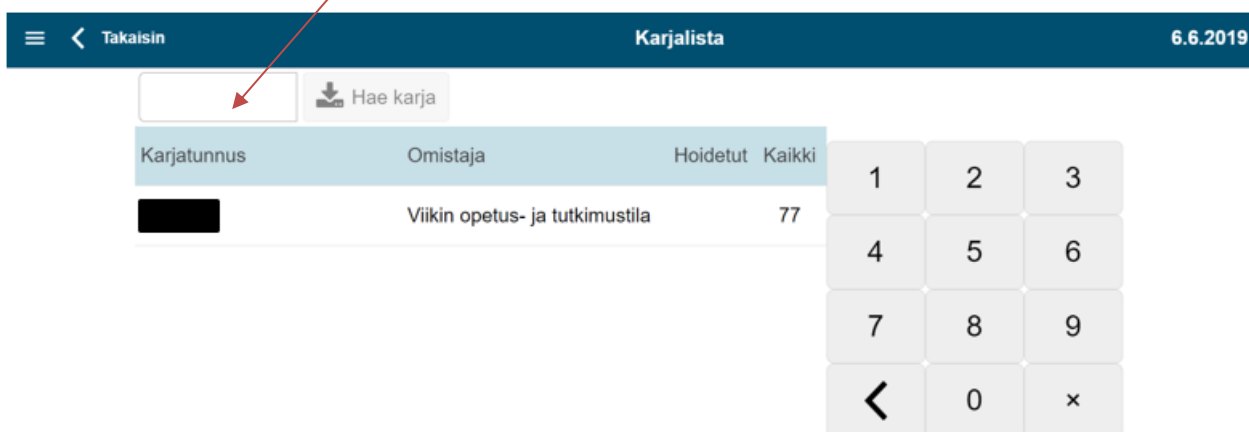 Takaisin Karjalista 6.6.2019
Hae karja
Karjatunnus Omistaja Hoidetut Kaikki
Viikin opetus- ja tutkimustila 77
1 2 3
4 5 6
7 8 9
0 ×